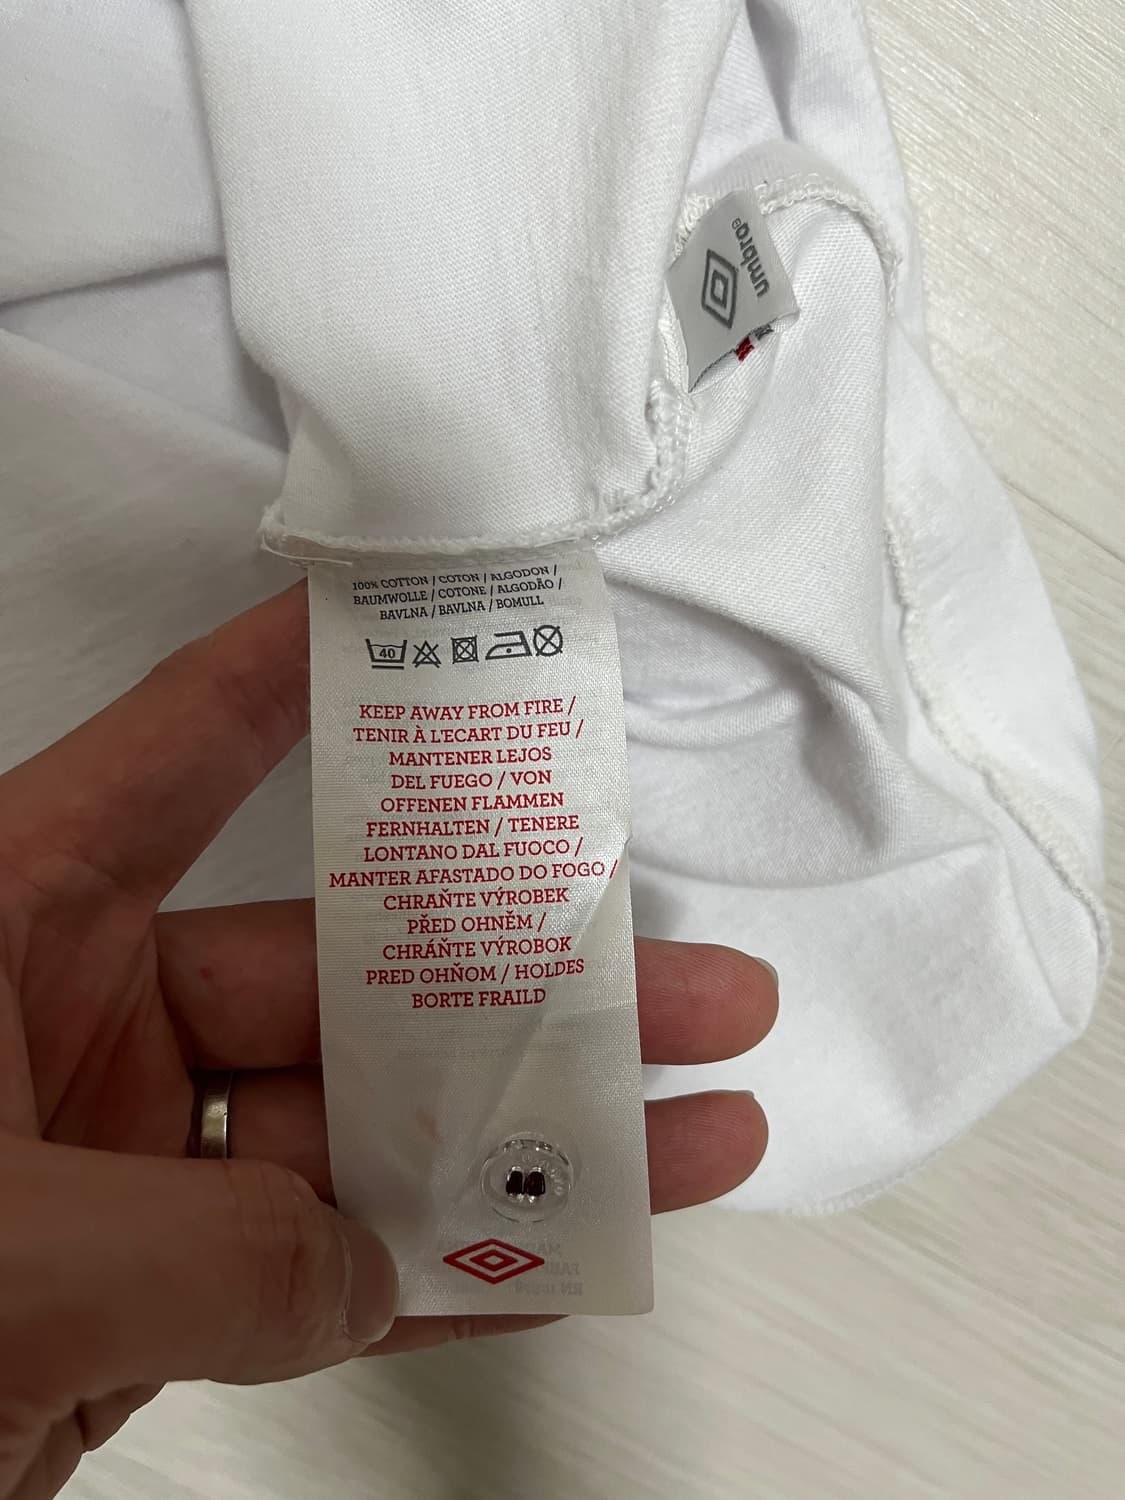 umbro®
100% COTTON / COTON / ALGODON /
BAUMWOLLE / COTONE / ALGODÃO /
BAVLNA / BAVLNA / BOMULL
40
KEEP AWAY FROM FIRE /
TENIR À L'ECART DU FEU /
MANTENER LEJOS
DEL FUEGO / VON
OFFENEN FLAMMEN
FERNHALTEN / TENERE
LONTANO DAL FUOCO /
MANTER AFASTADO DO FOGO /
CHRAŇTE VÝROBEK
PŘED OHNĚM /
CHRÁŇTE VÝROBOK
PRED OHŇOM / HOLDES
BORTE FRAILD